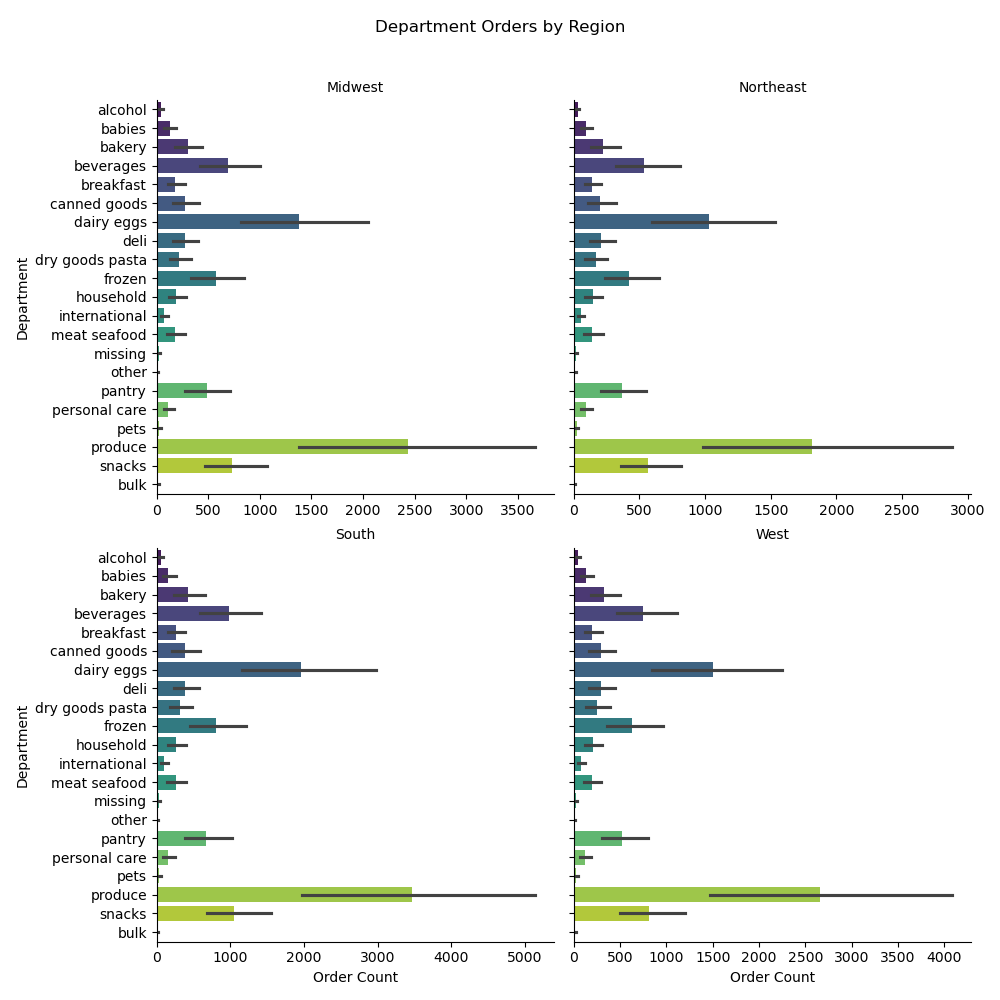 Department Orders by Region
Midwest
Northeast
Department
alcohol
babies
bakery
beverages
breakfast
canned goods
dairy eggs
deli
dry goods pasta
frozen
household
international
meat seafood
missing
other
pantry
personal care
pets
produce
snacks
bulk
0 500 1000 1500 2000 2500 3000 3500
0 500 1000 1500 2000 2500 3000
South
West
Department
alcohol
babies
bakery
beverages
breakfast
canned goods
dairy eggs
deli
dry goods pasta
frozen
household
international
meat seafood
missing
other
pantry
personal care
pets
produce
snacks
bulk
0 1000 2000 3000 4000 5000
0 500 1000 1500 2000 2500 3000 3500 4000
Order Count
Order Count